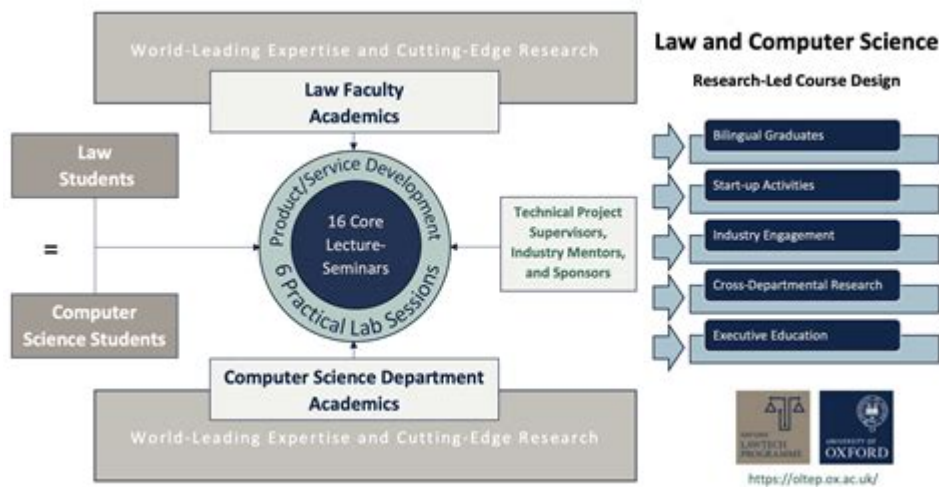 World-Leading Expertise and Cutting-Edge Research
Law Faculty
Academics
Law
Students
=
Computer
Science Students
Product/Service Development
16 Core
Lecture-
Seminars
6 Practical Lab Sessions
Technical Project
Supervisors,
Industry Mentors,
and Sponsors
Computer Science Department
Academics
World-Leading Expertise and Cutting-Edge Research
Law and Computer Science
Research-Led Course Design
Bilingual Graduates
Start-up Activities
Industry Engagement
Cross-Departmental Research
Executive Education
OXFORD
LAWTECH
PROGRAMME
UNIVERSITY OF
OXFORD
https://oltep.ox.ac.uk/